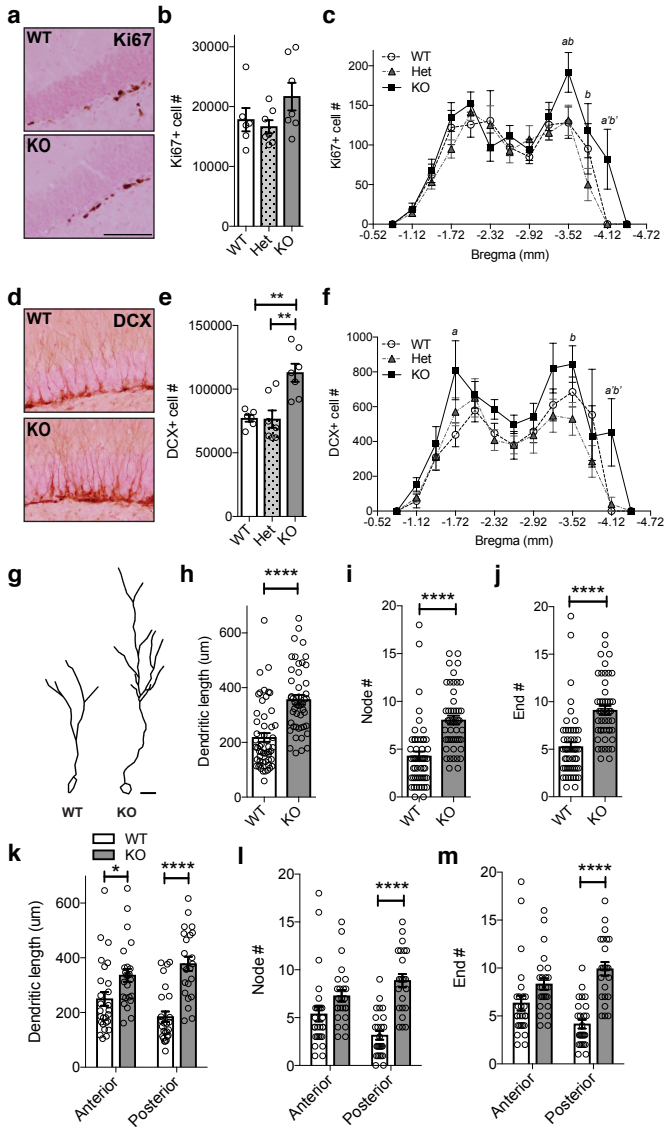 a
WT
Ki67
KO
b
30000
20000
10000
0
Ki67+ cell #
WT
Het
KO
c
WT
Het
KO
ab
b
a'b'
200
150
100
50
0
Ki67+ cell #
-0.52 -1.12 -1.72 -2.32 -2.92 -3.52 -4.12 -4.72
Bregma (mm)
d
WT
DCX
KO
e
**
**
150000
100000
50000
0
DCX+ cell #
WT
Het
KO
f
WT
Het
KO
a
b
a'b'
1000
800
600
400
200
0
DCX+ cell #
-0.52 -1.12 -1.72 -2.32 -2.92 -3.52 -4.12 -4.72
Bregma (mm)
g
WT
KO
h
****
600
400
200
0
Dendritic length (um)
WT
KO
i
****
20
15
10
5
0
Node #
WT
KO
j
****
20
15
10
5
0
End #
WT
KO
k
WT
KO
*
****
600
400
200
0
Dendritic length (um)
Anterior
Posterior
l
****
20
15
10
5
0
Node #
Anterior
Posterior
m
****
20
15
10
5
0
End #
Anterior
Posterior